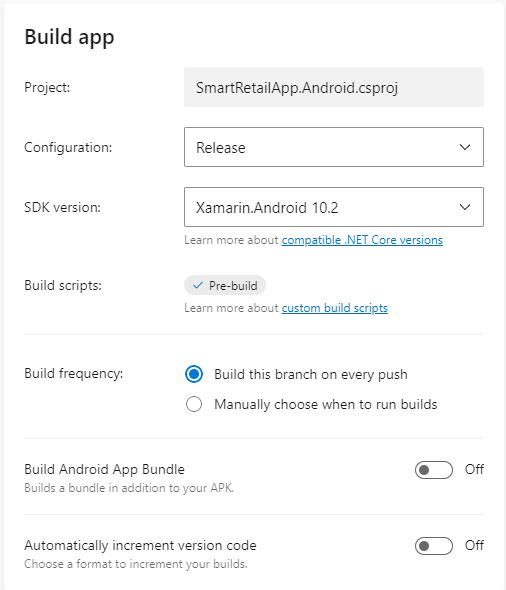 Build app
Project: SmartRetailApp.Android.csproj
Configuration: Release
SDK version: Xamarin.Android 10.2
Learn more about compatible .NET Core versions
Build scripts: Pre-build
Learn more about custom build scripts
Build frequency: Build this branch on every push
Manually choose when to run builds
Build Android App Bundle Off
Builds a bundle in addition to your APK.
Automatically increment version code Off
Choose a format to increment your builds.